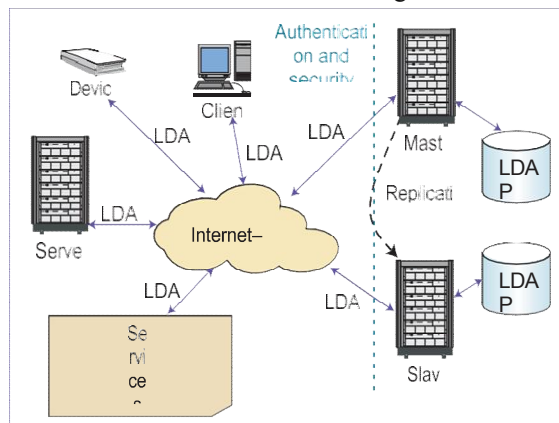 Authenticati
on and
security
Devic
Clien
LDA
LDA
LDA
Mast
LDA
P
Serve
LDA
Internet–
Replicati
LDA
LDA
LDA
P
Se
rvi
ce
Slav